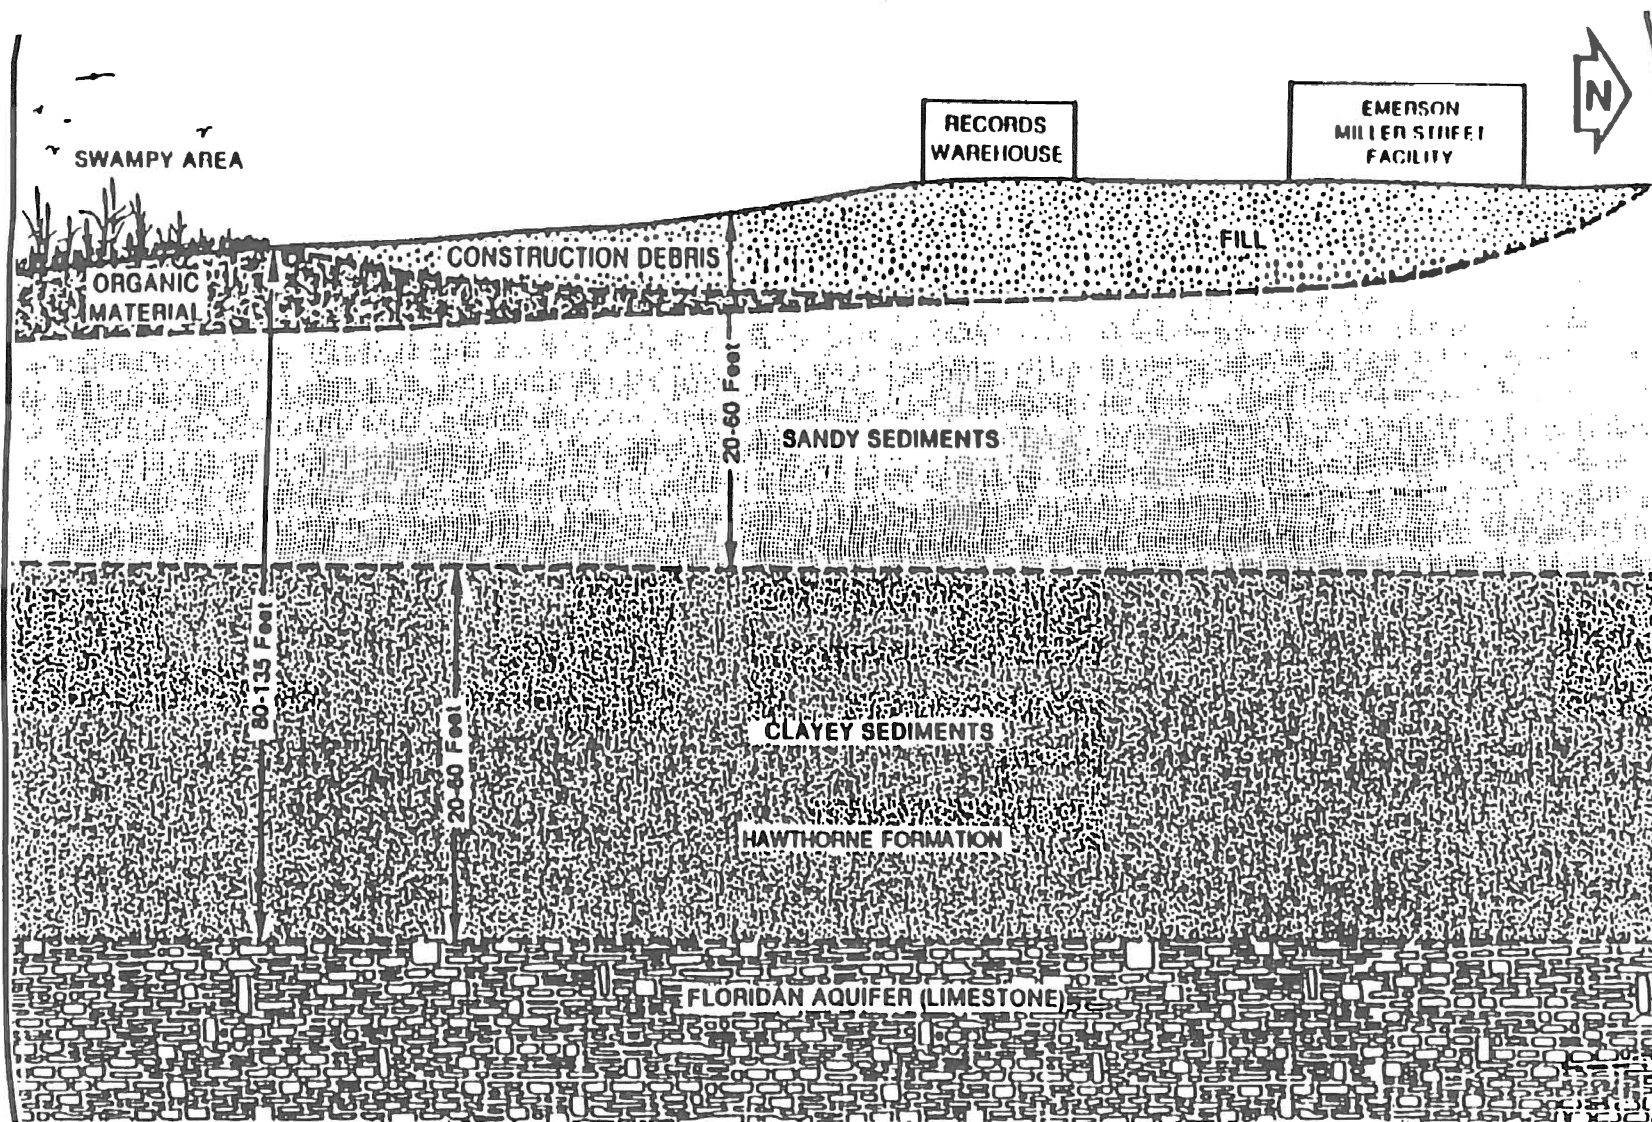 N
RECORDS
WAREHOUSE
EMERSON
MILLER STREET
FACILITY
SWAMPY AREA
CONSTRUCTION DEBRIS
FILL
ORGANIC
MATERIAL
20-60 Feet
SANDY SEDIMENTS
80-135 Feet
20-60 Feet
CLAYEY SEDIMENTS
HAWTHORNE FORMATION
FLORIDAN AQUIFER (LIMESTONE)